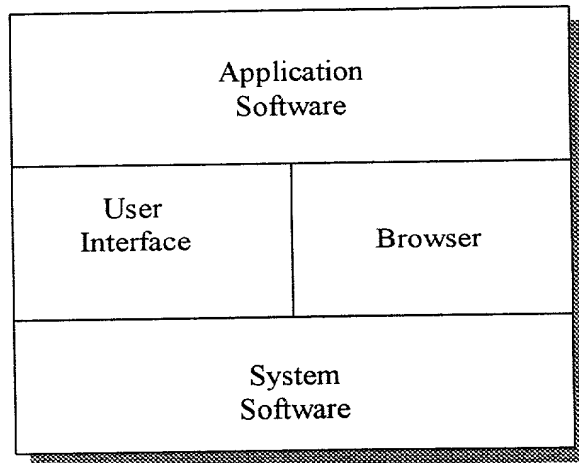 Application
Software
User
Interface
Browser
System
Software